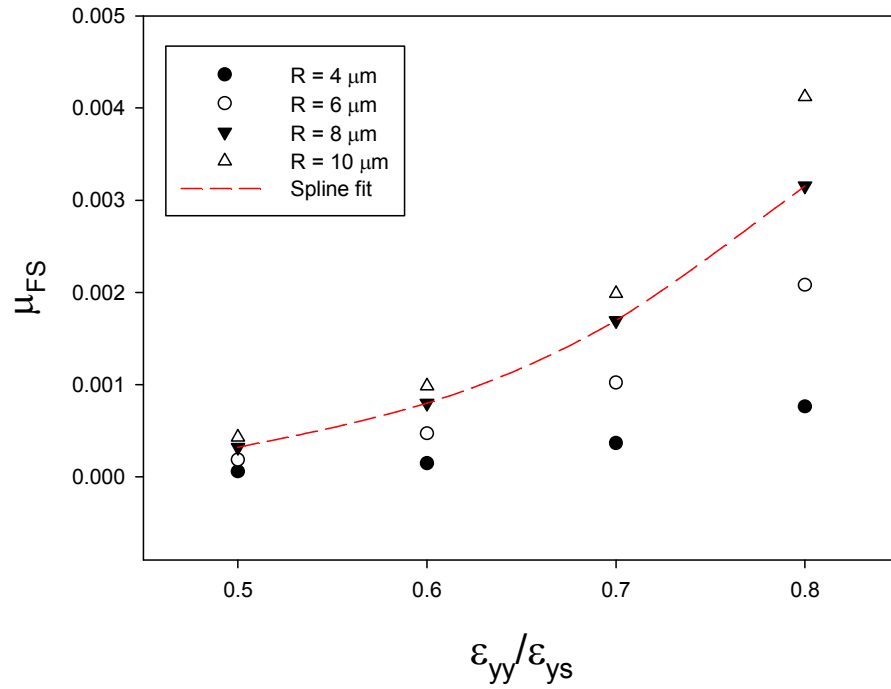 0.005
0.004
0.003
0.002
0.001
0.000
μFS
R = 4 μm
R = 6 μm
R = 8 μm
R = 10 μm
Spline fit
0.5 0.6 0.7 0.8
εyy/εys